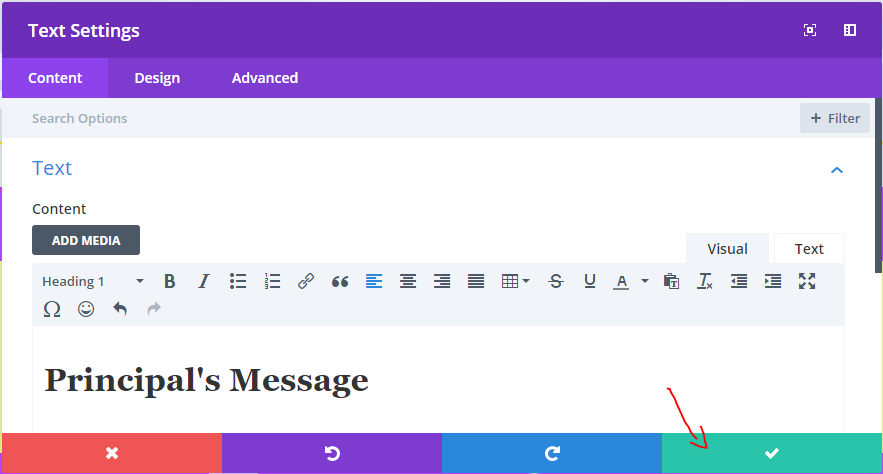 Text Settings
Content Design Advanced
Search Options + Filter
Text
Content
ADD MEDIA
Visual Text
Heading 1
Principal's Message